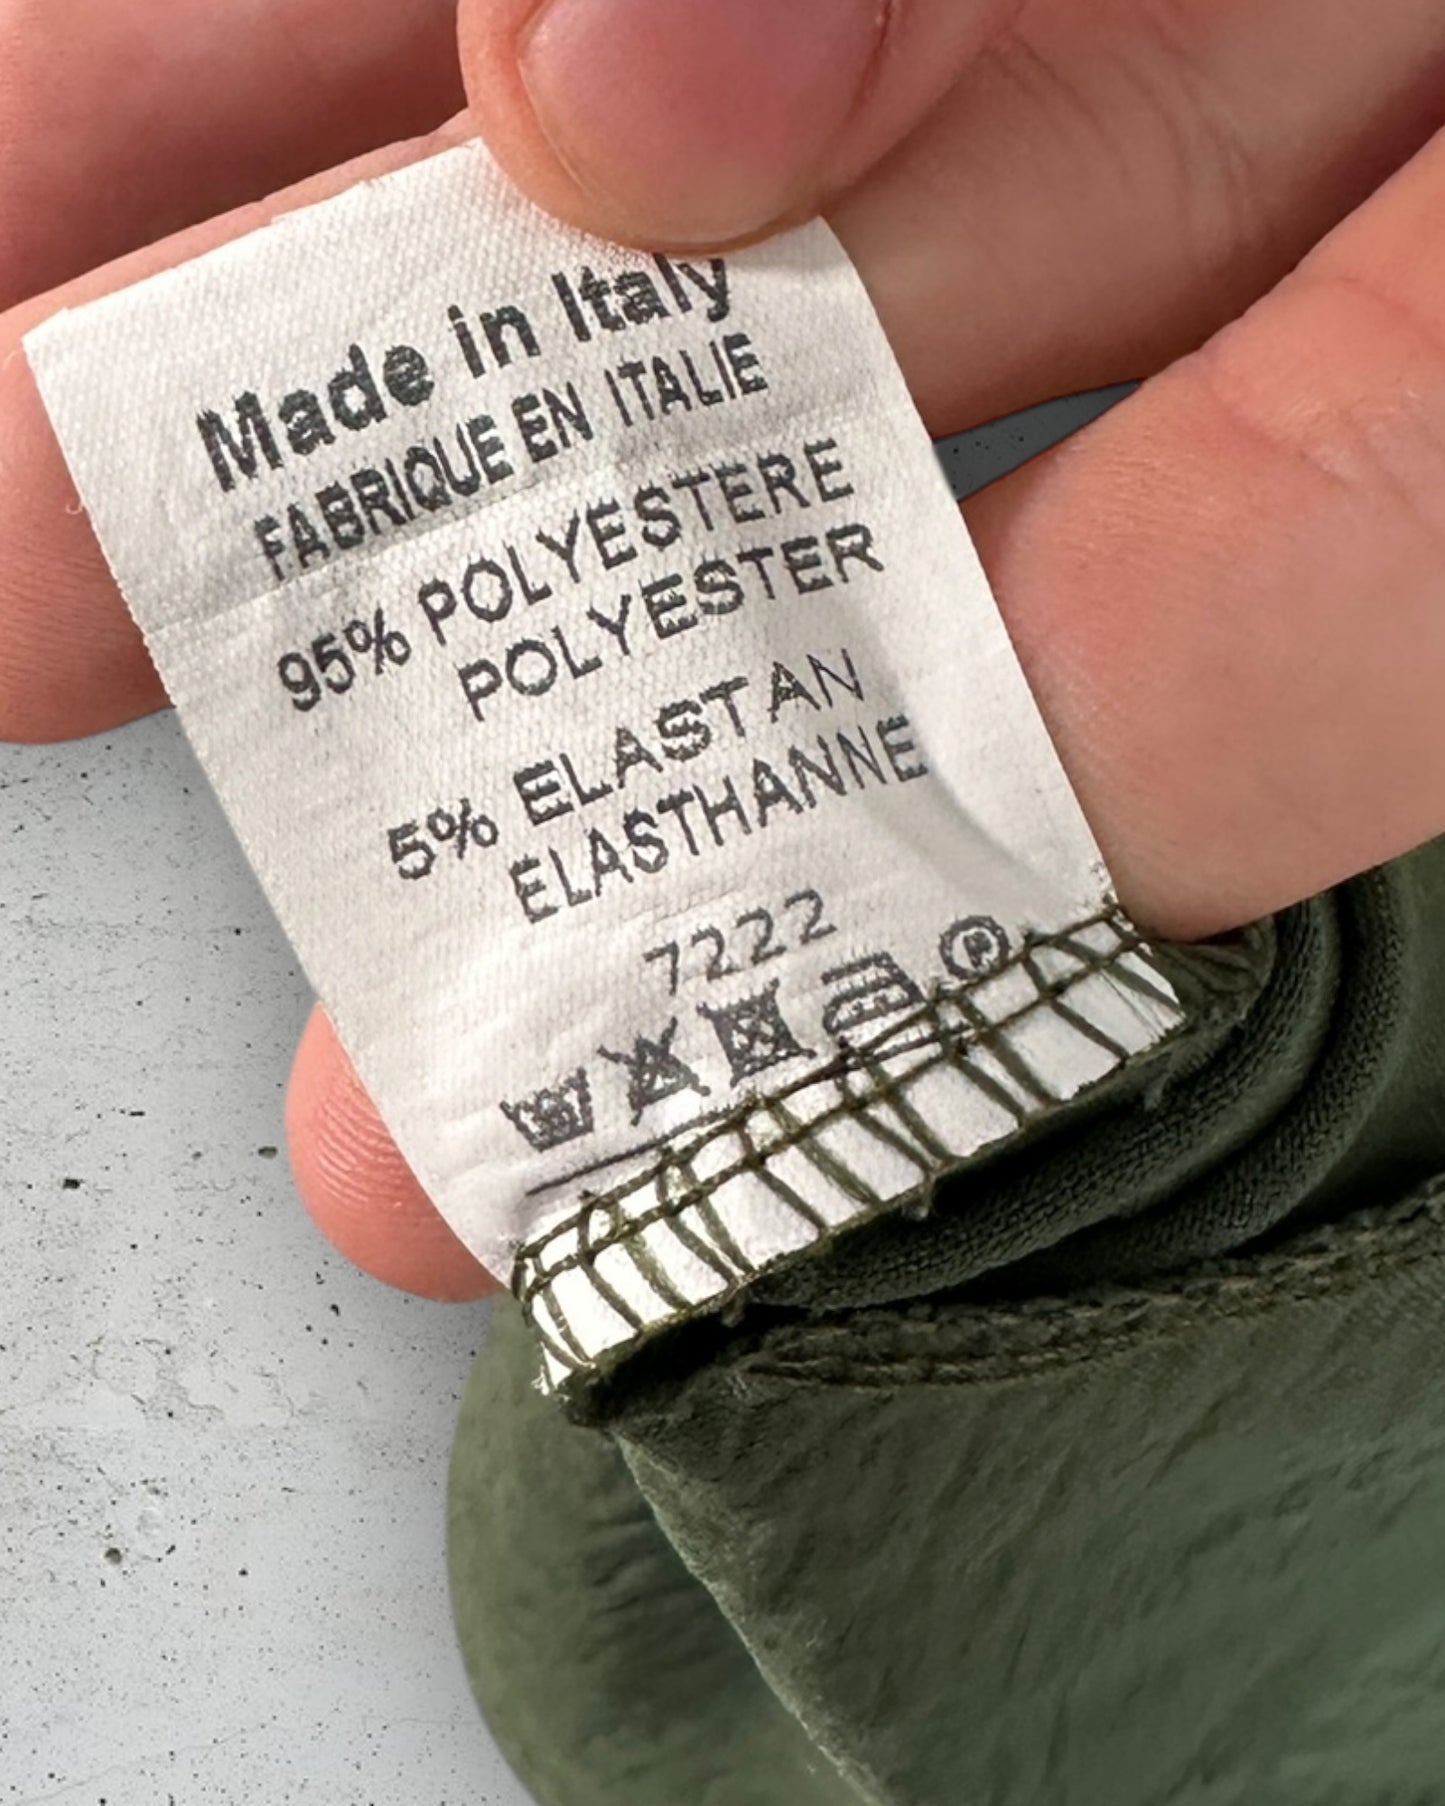 Made in Italy
FABRIQUE EN ITALIE
95% POLYESTERE
POLYESTER
5% ELASTAN
ELASTHANNE
7222
P